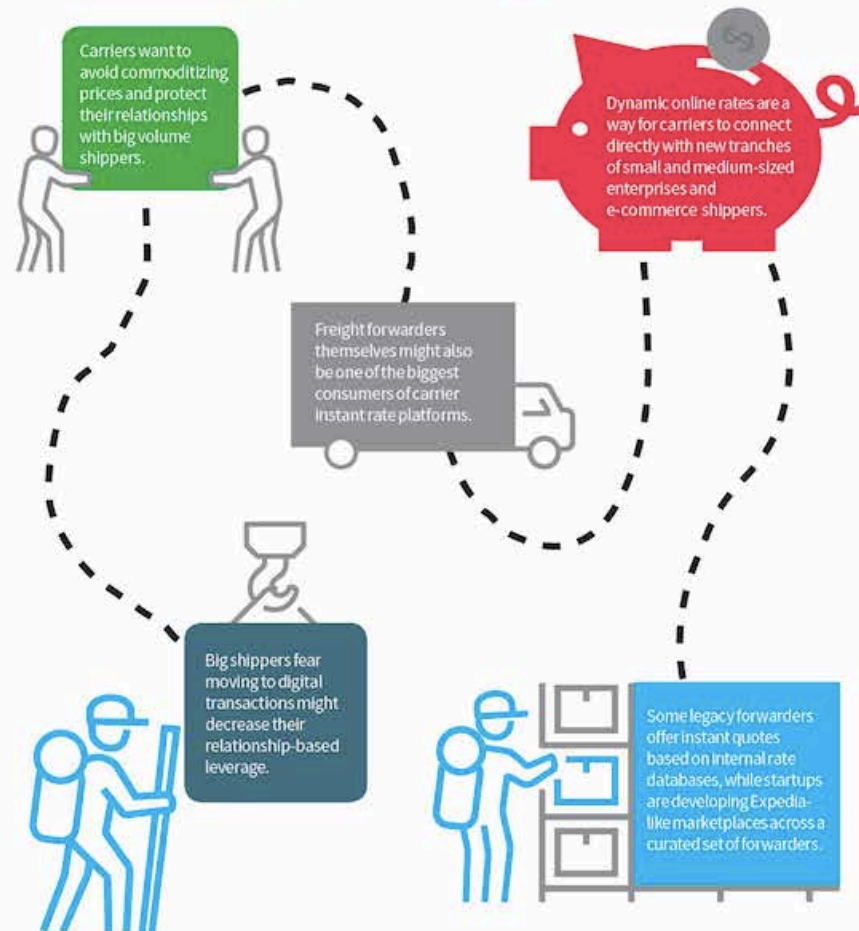 Carriers want to
avoid commoditizing
prices and protect
their relationships
with big volume
shippers.
Dynamic online rates are a
way for carriers to connect
directly with new tranches
of small and medium-sized
enterprises and
e-commerce shippers.
Freight forwarders
themselves might also
be one of the biggest
consumers of carrier
instant rate platforms.
Big shippers fear
moving to digital
transactions might
decrease their
relationship-based
leverage.
Some legacy forwarders
offer instant quotes
based on internal rate
databases, while startups
are developing Expedia-
like marketplaces across a
curated set of forwarders.